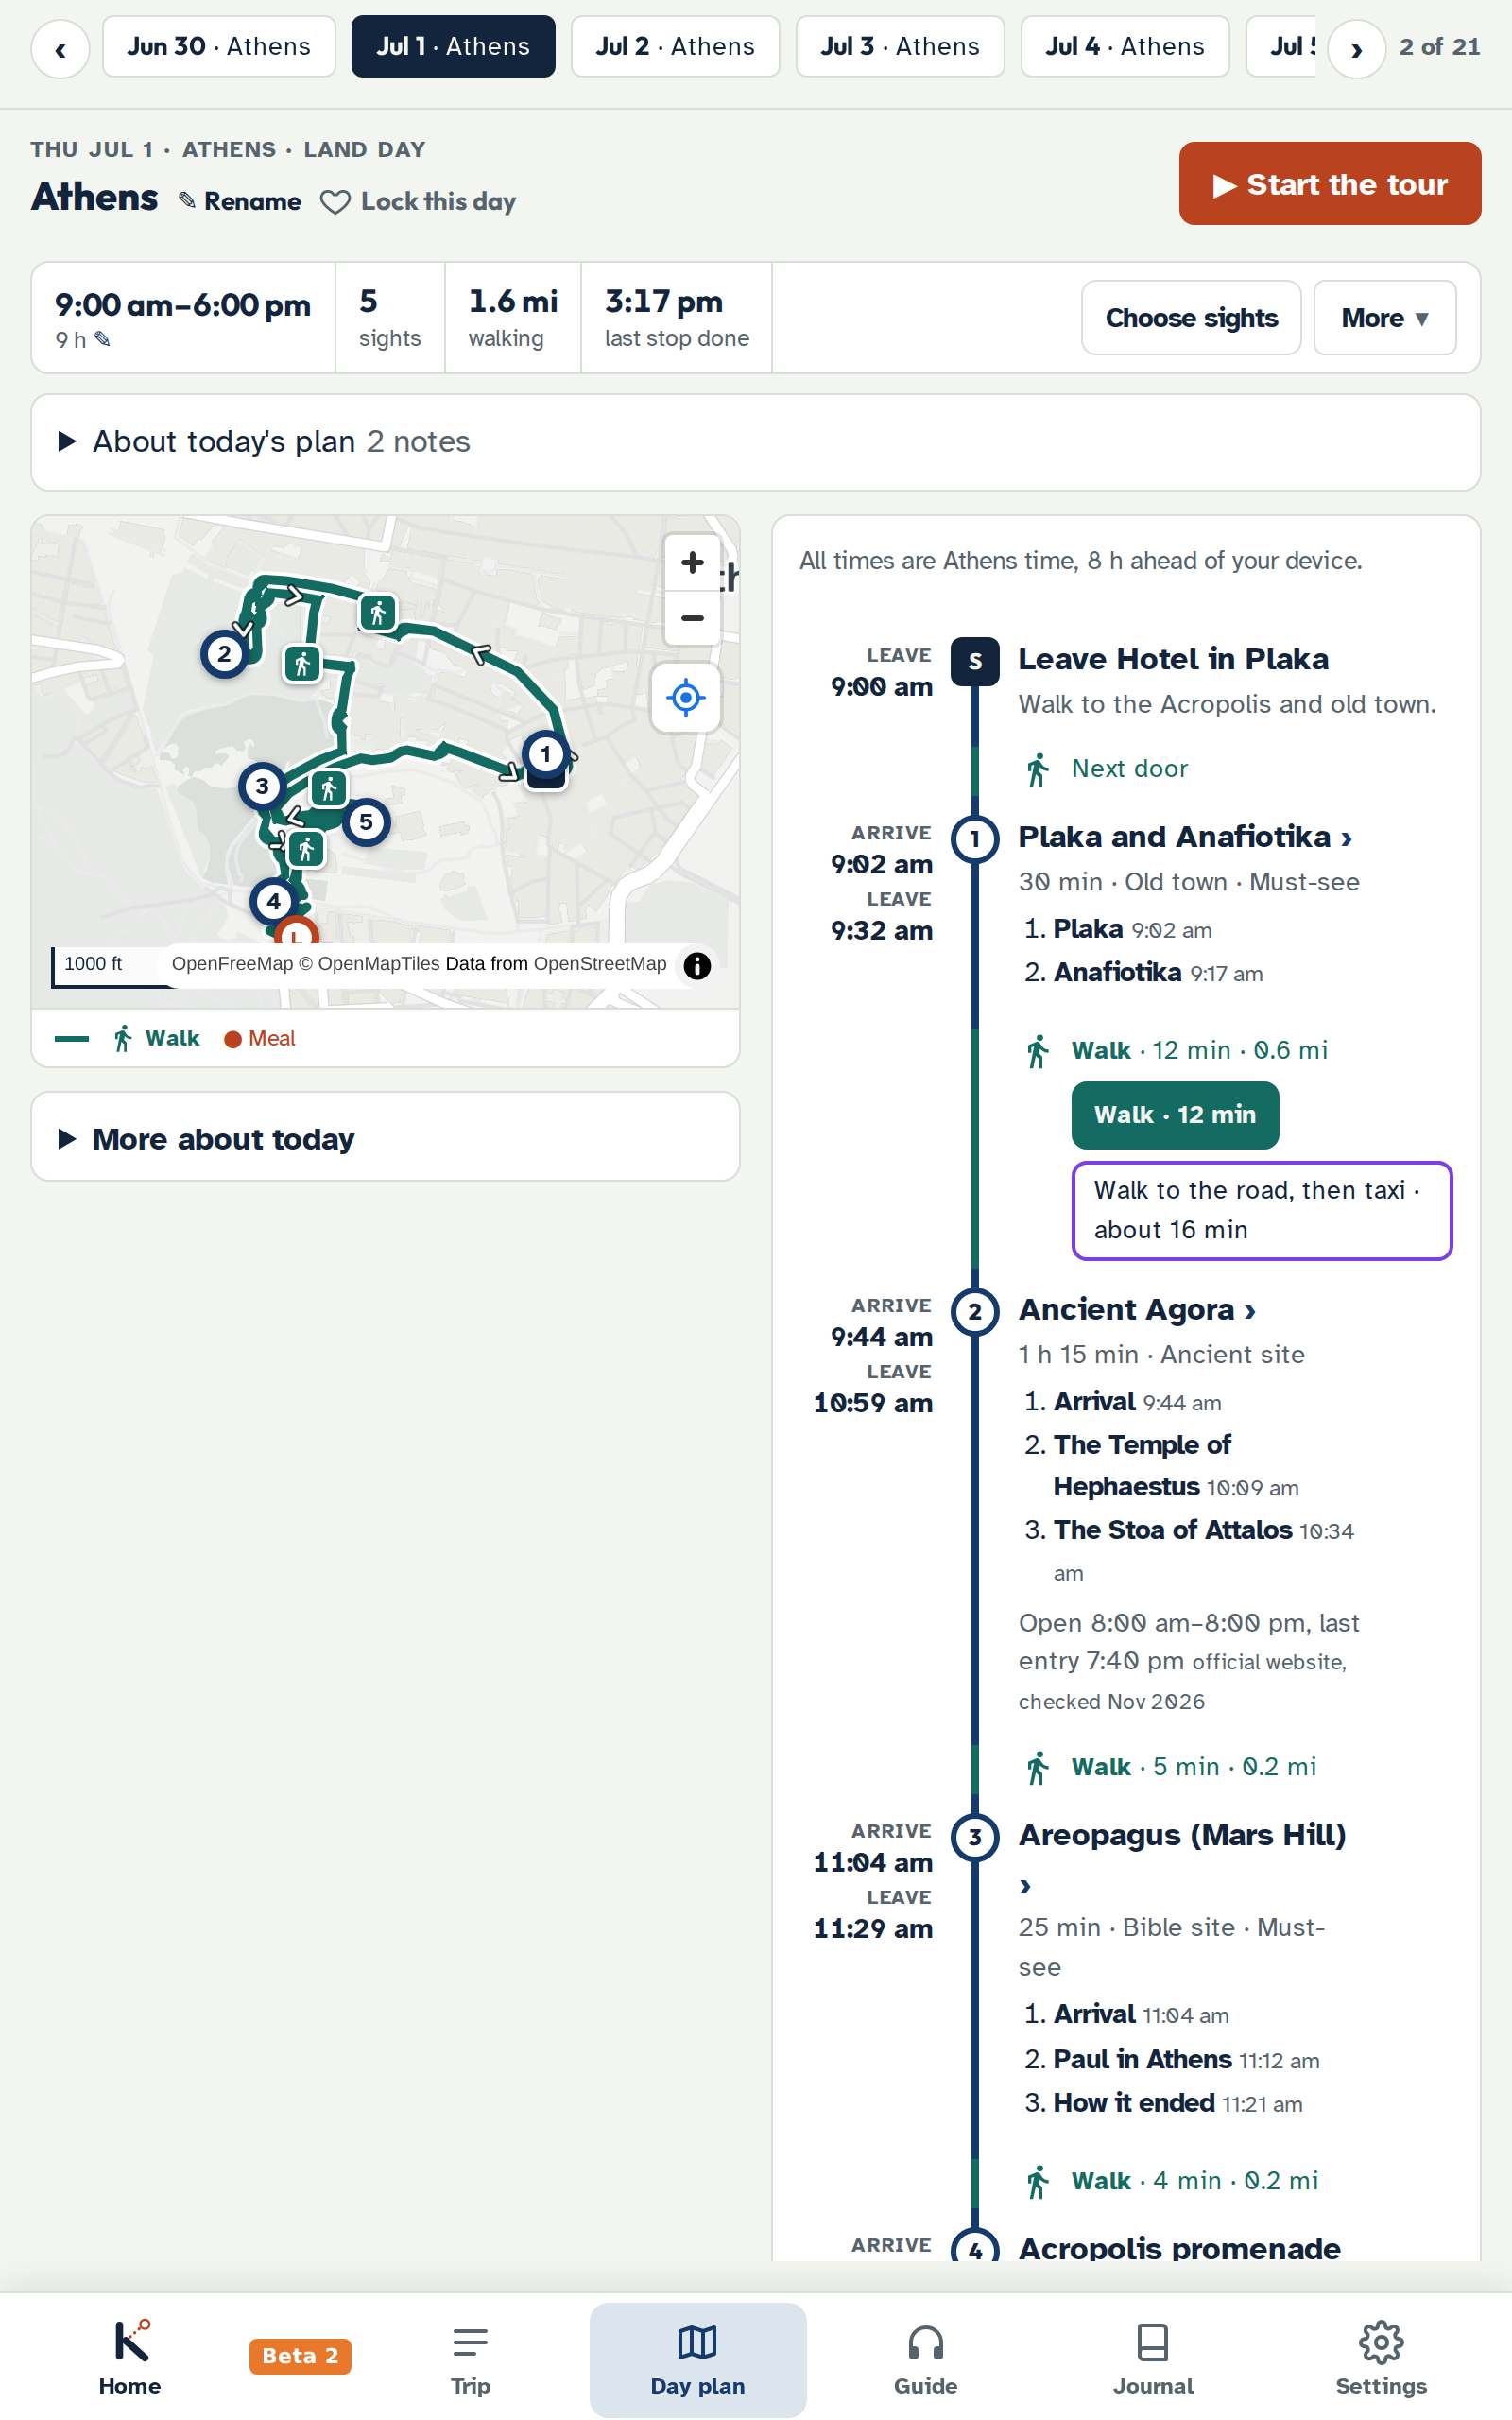 ‹ Jun 30 · Athens Jul 1 · Athens Jul 2 · Athens Jul 3 · Athens Jul 4 · Athens Jul › 2 of 21
THU JUL 1 · ATHENS · LAND DAY
Athens ✎ Rename Lock this day
▶ Start the tour
9:00 am–6:00 pm
9 h ✎
5
sights
1.6 mi
walking
3:17 pm
last stop done
Choose sights
More ▼
▶ About today's plan 2 notes
+
−
2
1
3
5
4
1000 ft
OpenFreeMap © OpenMapTiles Data from OpenStreetMap
Walk
Meal
▶ More about today
All times are Athens time, 8 h ahead of your device.
LEAVE
9:00 am
S
Leave Hotel in Plaka
Walk to the Acropolis and old town.
Next door
ARRIVE
9:02 am
LEAVE
9:32 am
1
Plaka and Anafiotika ›
30 min · Old town · Must-see
1. Plaka 9:02 am
2. Anafiotika 9:17 am
Walk · 12 min · 0.6 mi
Walk · 12 min
Walk to the road, then taxi ·
about 16 min
ARRIVE
9:44 am
LEAVE
10:59 am
2
Ancient Agora ›
1 h 15 min · Ancient site
1. Arrival 9:44 am
2. The Temple of
Hephaestus 10:09 am
3. The Stoa of Attalos 10:34
am
Open 8:00 am–8:00 pm, last
entry 7:40 pm official website,
checked Nov 2026
Walk · 5 min · 0.2 mi
ARRIVE
11:04 am
LEAVE
11:29 am
3
Areopagus (Mars Hill)
›
25 min · Bible site · Must-
see
1. Arrival 11:04 am
2. Paul in Athens 11:12 am
3. How it ended 11:21 am
Walk · 4 min · 0.2 mi
ARRIVE
4
Acropolis promenade
Home
Beta 2
Trip
Day plan
Guide
Journal
Settings